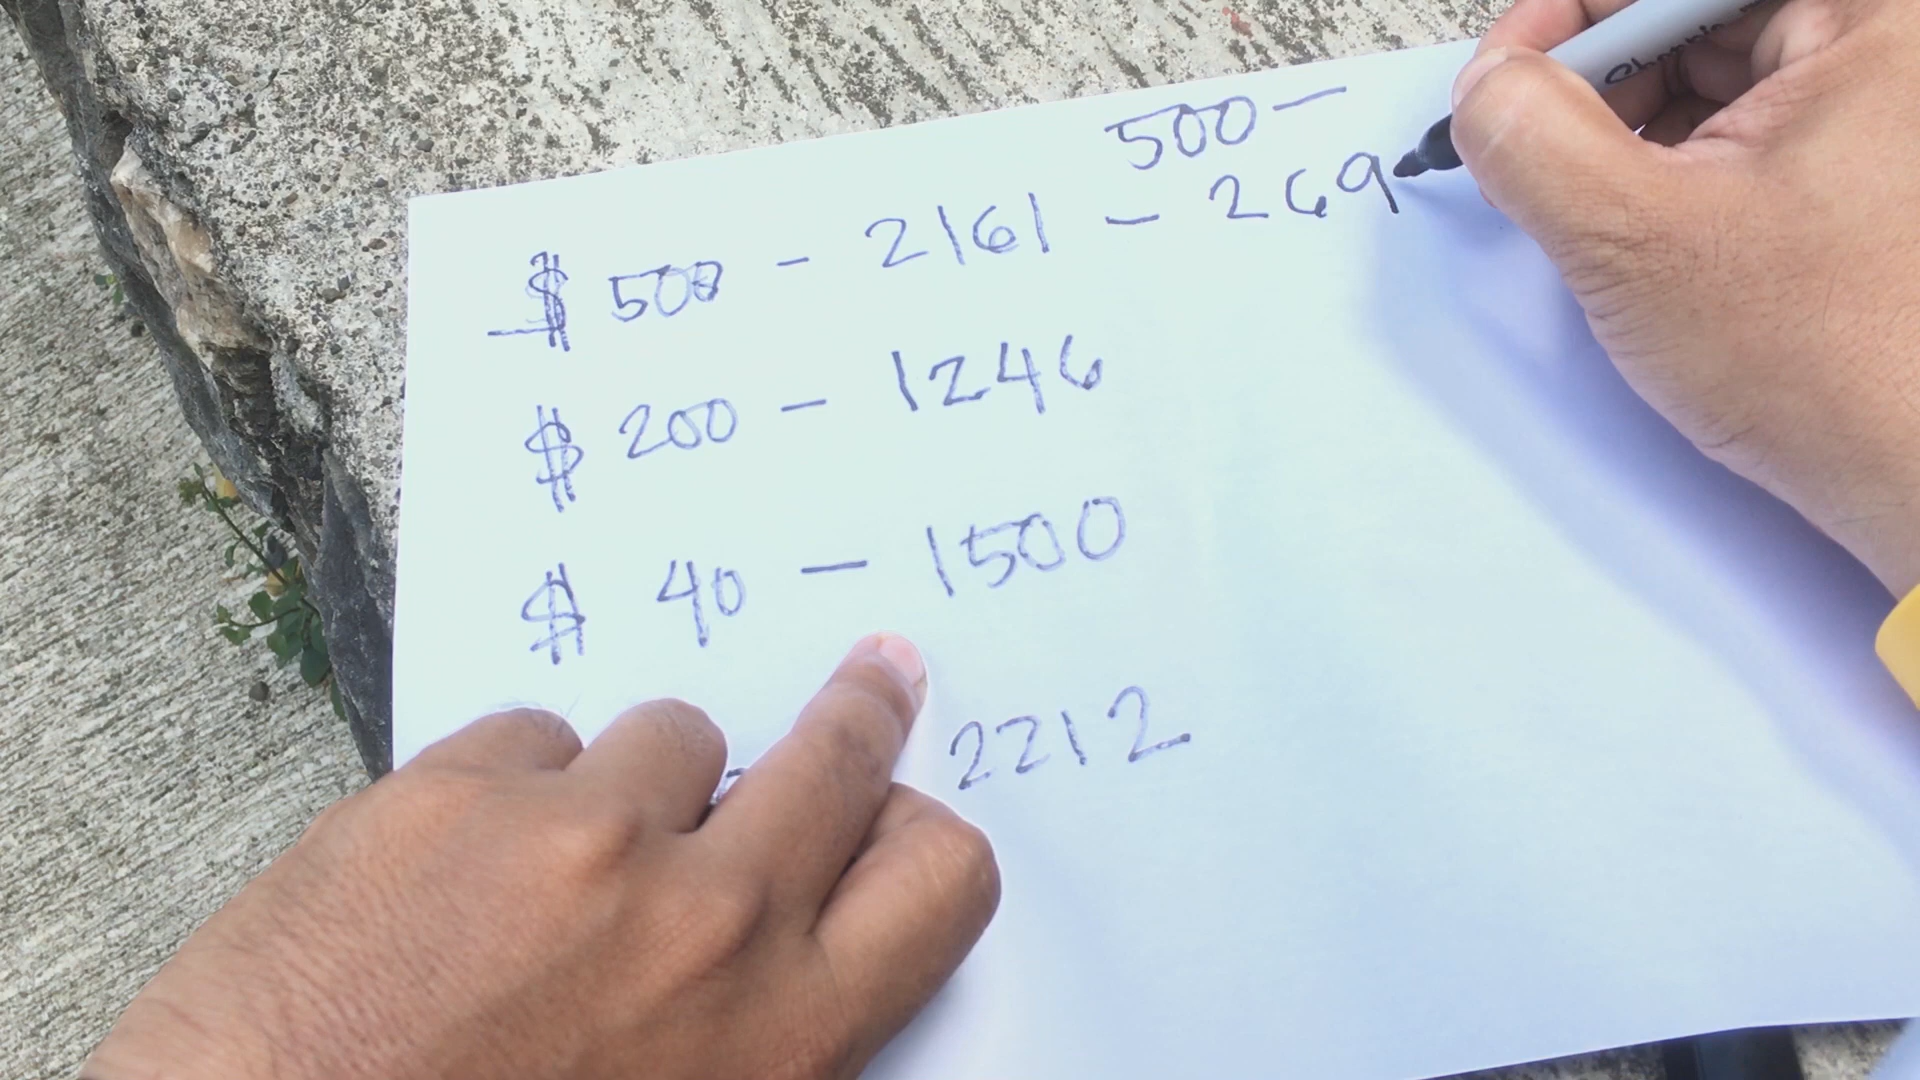 500 -
$ 500 - 2161 - 269
$ 200 - 1246
$ 40 - 1500
2212